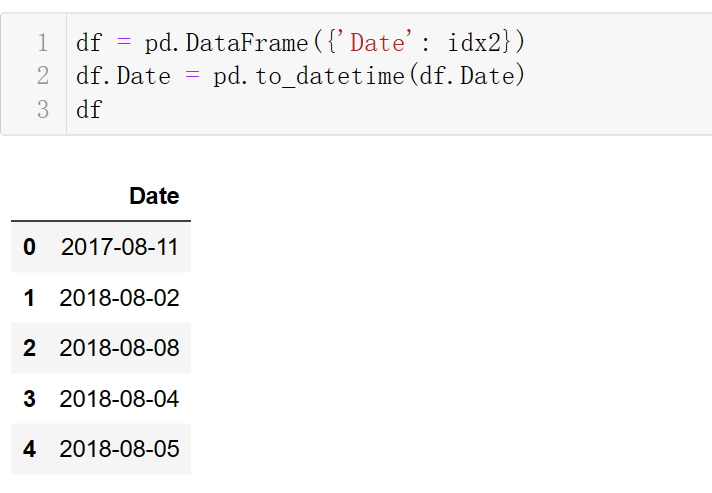 1 df = pd.DataFrame({'Date': idx2})
2 df.Date = pd.to_datetime(df.Date)
3 df
Date
0 2017-08-11
1 2018-08-02
2 2018-08-08
3 2018-08-04
4 2018-08-05